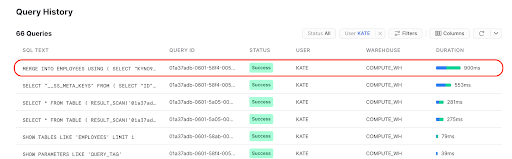 Query History
66 Queries
Status All
User KATE
Filters
Columns
SQL TEXT QUERY ID STATUS USER WAREHOUSE DURATION
MERGE INTO EMPLOYEES USING ( SELECT "KYNDY… 01a37adb-0601-58f4-005... Success KATE COMPUTE_WH 900ms
SELECT "__SS_META_KEYS" FROM ( SELECT "ID"… 01a37adb-0601-58f4-005... Success KATE COMPUTE_WH 553ms
SELECT * FROM TABLE ( RESULT_SCAN('01a37ad… 01a37adb-0601-5a05-00... Success KATE COMPUTE_WH 281ms
SELECT * FROM TABLE ( RESULT_SCAN('01a37ad… 01a37adb-0601-5a05-00... Success KATE COMPUTE_WH 275ms
SHOW TABLES LIKE 'EMPLOYEES' LIMIT 1 01a37adb-0601-58ab-00... Success KATE COMPUTE_WH 79ms
SHOW PARAMETERS LIKE 'QUERY_TAG' 01a37adb-0601-58f4-005... Success KATE COMPUTE_WH 39ms